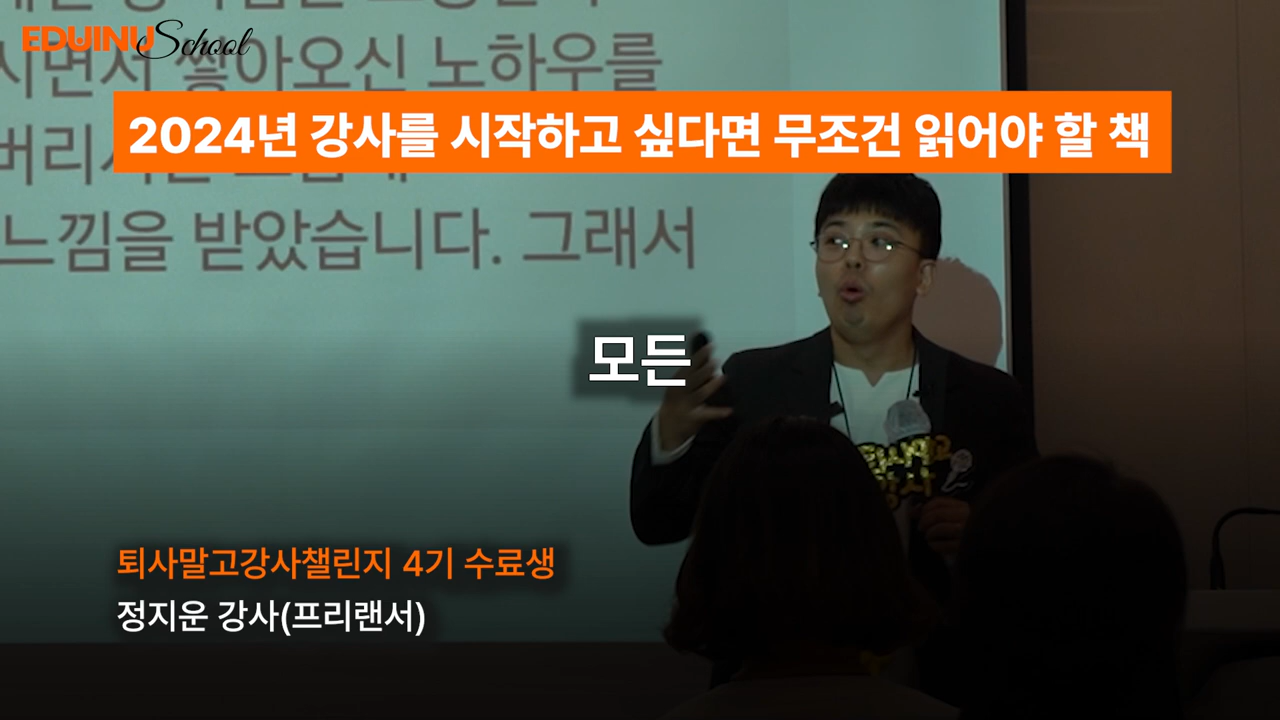 EDUINU School
시면서 쌓아오신 노하우를
2024년 강사를 시작하고 싶다면 무조건 읽어야 할 책
느낌을 받았습니다. 그래서
모든
퇴사말고강사챌린지 4기 수료생
정지운 강사(프리랜서)